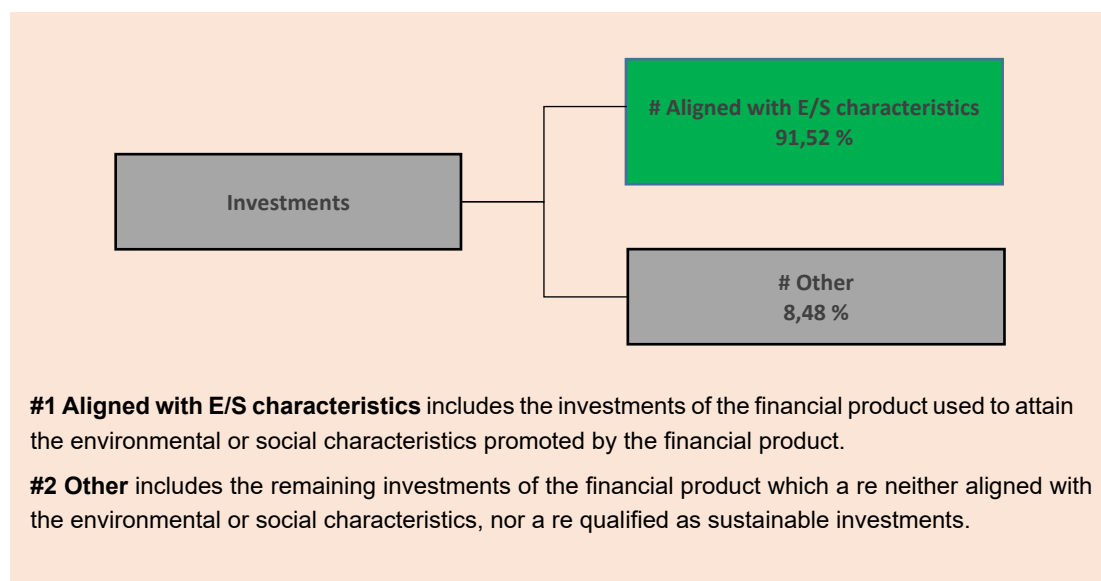 # Aligned with E/S characteristics
91,52 %
Investments
# Other
8,48 %
#1 Aligned with E/S characteristics includes the investments of the financial product used to attain
the environmental or social characteristics promoted by the financial product.
#2 Other includes the remaining investments of the financial product which a re neither aligned with
the environmental or social characteristics, nor a re qualified as sustainable investments.